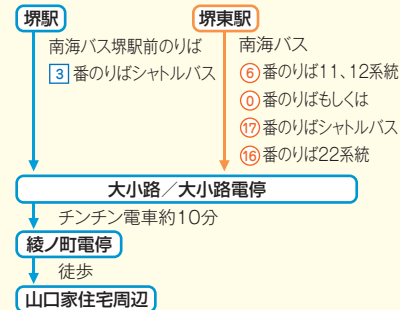 堺駅
南海バス堺駅前のりば
3 番のりばシャトルバス
堺東駅
南海バス
⑥番のりば11、12系統
⓪番のりばもしくは
⑰番のりばシャトルバス
⑯番のりば22系統
大小路／大小路電停
チンチン電車約10分
綾ノ町電停
徒歩
山口家住宅周辺